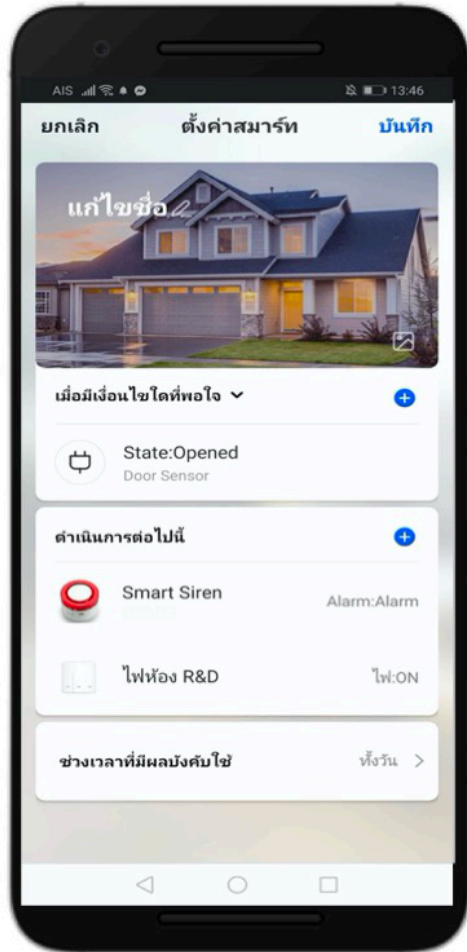 AIS 13:46
ยกเลิก ตั้งค่าสมาร์ท บันทึก
แก้ไขชื่อ
เมื่อมีเงื่อนไขใดที่พอใจ
State:Opened
Door Sensor
ดำเนินการต่อไปนี้
Smart Siren Alarm:Alarm
ไฟห้อง R&D ไฟ:ON
ช่วงเวลาที่มีผลบังคับใช้ ทั้งวัน